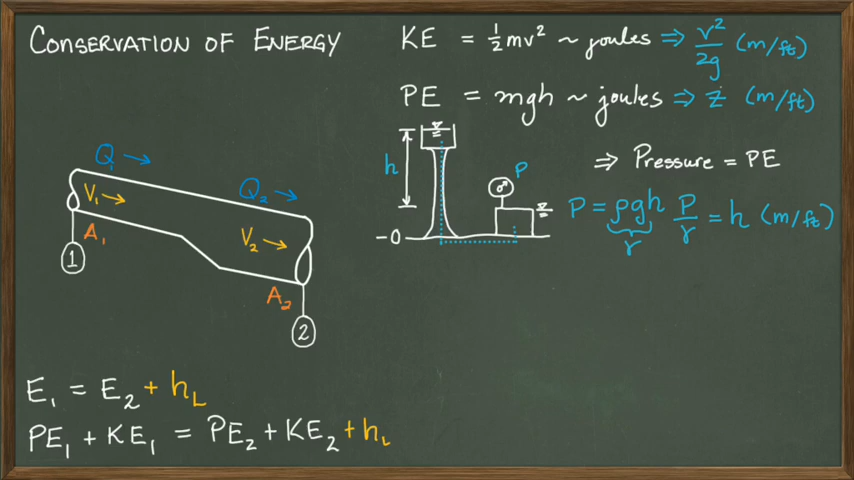 CONSERVATION OF ENERGY
KE = ½mv² ~ joules ⇒ v²/2g (m/ft)
PE = mgh ~ joules ⇒ z (m/ft)
⇒ Pressure = PE
P = ρgh P/γ = h (m/ft)
γ
h
P
-0
Q₁ →
Q₂ →
V₁ →
V₂ →
A₁
A₂
1
2
E₁ = E₂ + hL
PE₁ + KE₁ = PE₂ + KE₂ + hL